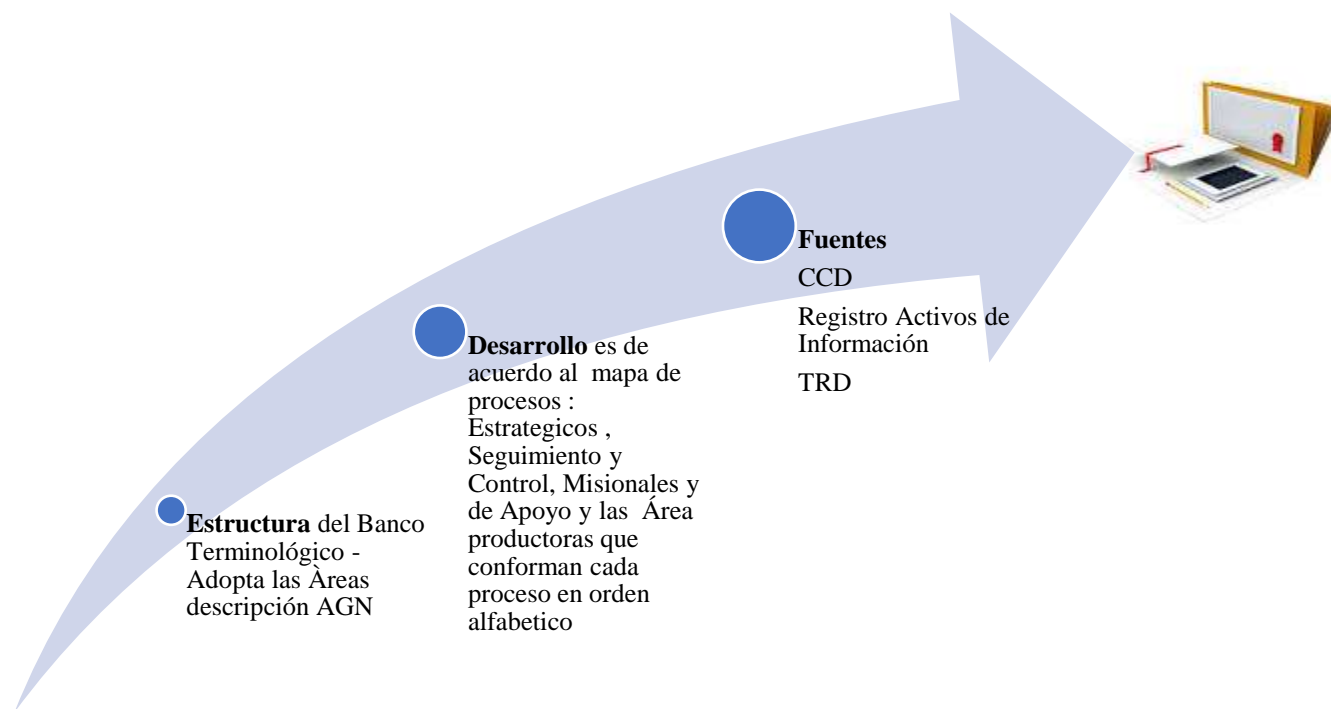 Fuentes
CCD
Registro Activos de
Información
TRD
Desarrollo es de
acuerdo al mapa de
procesos :
Estrategicos ,
Seguimiento y
Control, Misionales y
de Apoyo y las Área
productoras que
conforman cada
proceso en orden
alfabetico
Estructura del Banco
Terminológico -
Adopta las Àreas
descripción AGN